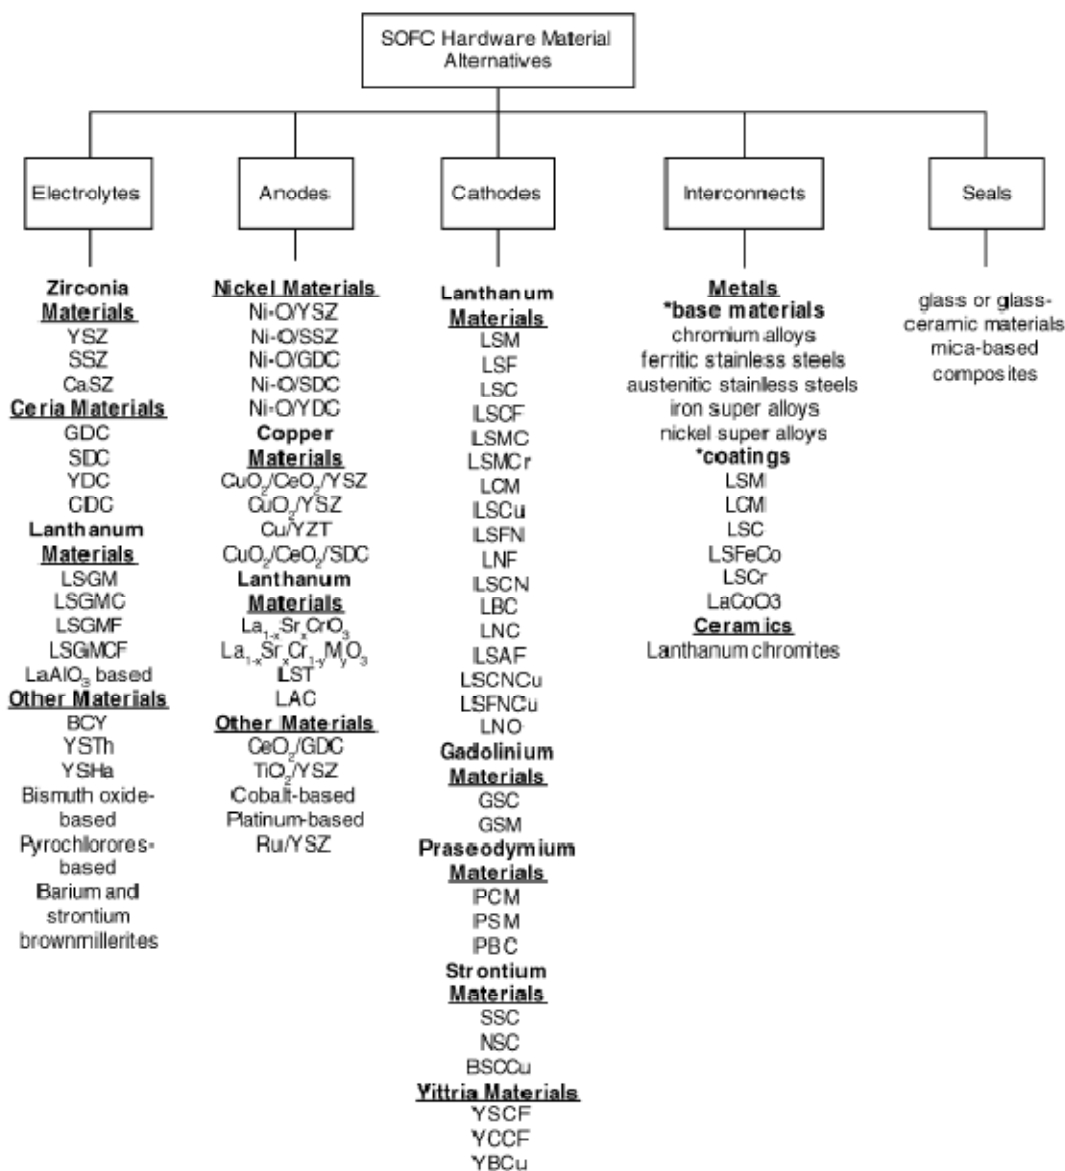 SOFC Hardware Material
Alternatives
Electrolytes
Anodes
Cathodes
Interconnects
Seals
Zirconia
Materials
YSZ
SSZ
CaSZ
Ceria Materials
GDC
SDC
YDC
CDC
Lanthanum
Materials
LSGM
LSGMC
LSGMF
LSGMCF
LaAlO₃ based
Other Materials
BCY
YSTh
YSHa
Bismuth oxide-
based
Pyrochlorores-
based
Barium and
strontium
brownmillerites
Nickel Materials
Ni-O/YSZ
Ni-O/SSZ
Ni-O/GDC
Ni-O/SDC
Ni-O/YDC
Copper
Materials
CuO₂/CeO₂/YSZ
CuO₂/YSZ
Cu/YZT
CuO₂/CeO₂/SDC
Lanthanum
Materials
La₁₋ₓSrₓCrO₃
La₁₋ₓSrₓCr₁₋yMyO₃
LST
LAC
Other Materials
CeO₂/GDC
TiO₂/YSZ
Cobalt-based
Platinum-based
Ru/YSZ
Lanthanum
Materials
LSM
LSF
LSC
LSCF
LSMC
LSMCr
LCM
LSCu
LSFN
LNF
LSCN
LBC
LNC
LSAF
LSCNCu
LSFNCu
LNO
Gadolinium
Materials
GSC
GSM
Praseodymium
Materials
PCM
PSM
PBC
Strontium
Materials
SSC
NSC
BSCCu
Yittria Materials
YSCF
YCCF
YBCu
Metals
*base materials
chromium alloys
ferritic stainless steels
austenitic stainless steels
iron super alloys
nickel super alloys
*coatings
LSM
LCM
LSC
LSFeCo
LSCr
LaCoO3
Ceramics
Lanthanum chromites
glass or glass-
ceramic materials
mica-based
composites